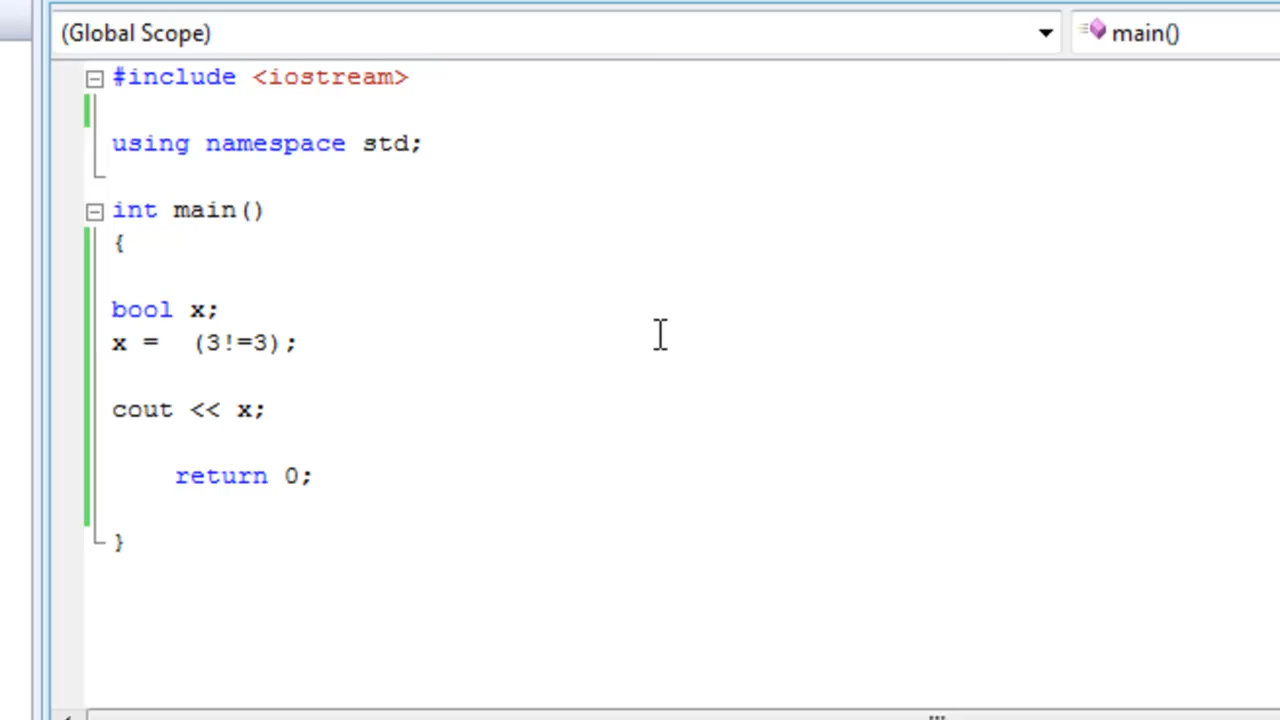 (Global Scope)
main()
#include <iostream>
using namespace std;
int main()
{
bool x;
x =  (3!=3);
cout << x;
return 0;
}